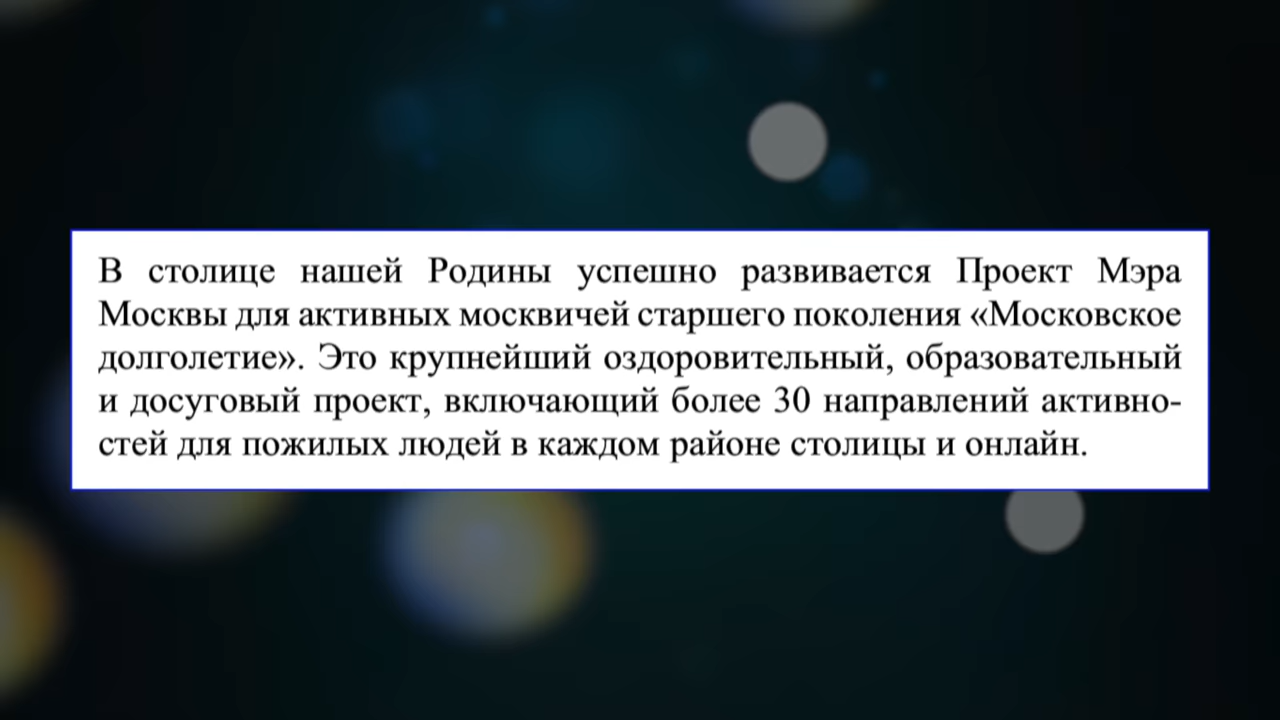 В столице нашей Родины успешно развивается Проект Мэра
Москвы для активных москвичей старшего поколения «Московское
долголетие». Это крупнейший оздоровительный, образовательный
и досуговый проект, включающий более 30 направлений активно-
стей для пожилых людей в каждом районе столицы и онлайн.